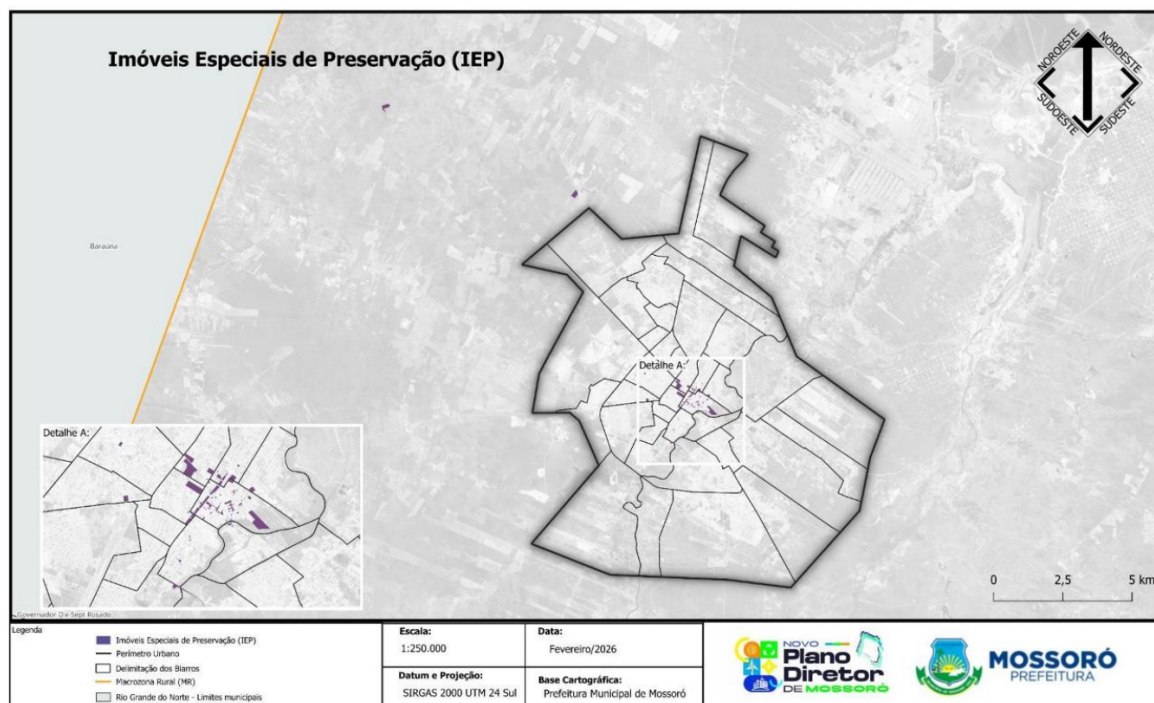 Imóveis Especiais de Preservação (IEP)
NOROESTE
NORDESTE
SUDOESTE
SUDESTE
Baraúna
Detalhe A:
Detalhe A:
0 2,5 5 km
Governador Dix-Sept Rosado
Legenda
Imóveis Especiais de Preservação (IEP)
Perímetro Urbano
Delimitação dos Biarros
Macrozona Rural (MR)
Rio Grande do Norte - Limites municipais
Escala:
1:250.000
Data:
Fevereiro/2026
Datum e Projeção:
SIRGAS 2000 UTM 24 Sul
Base Cartográfica:
Prefeitura Municipal de Mossoró
NOVO
Plano
Diretor
DE MOSSORÓ
MOSSORÓ
PREFEITURA